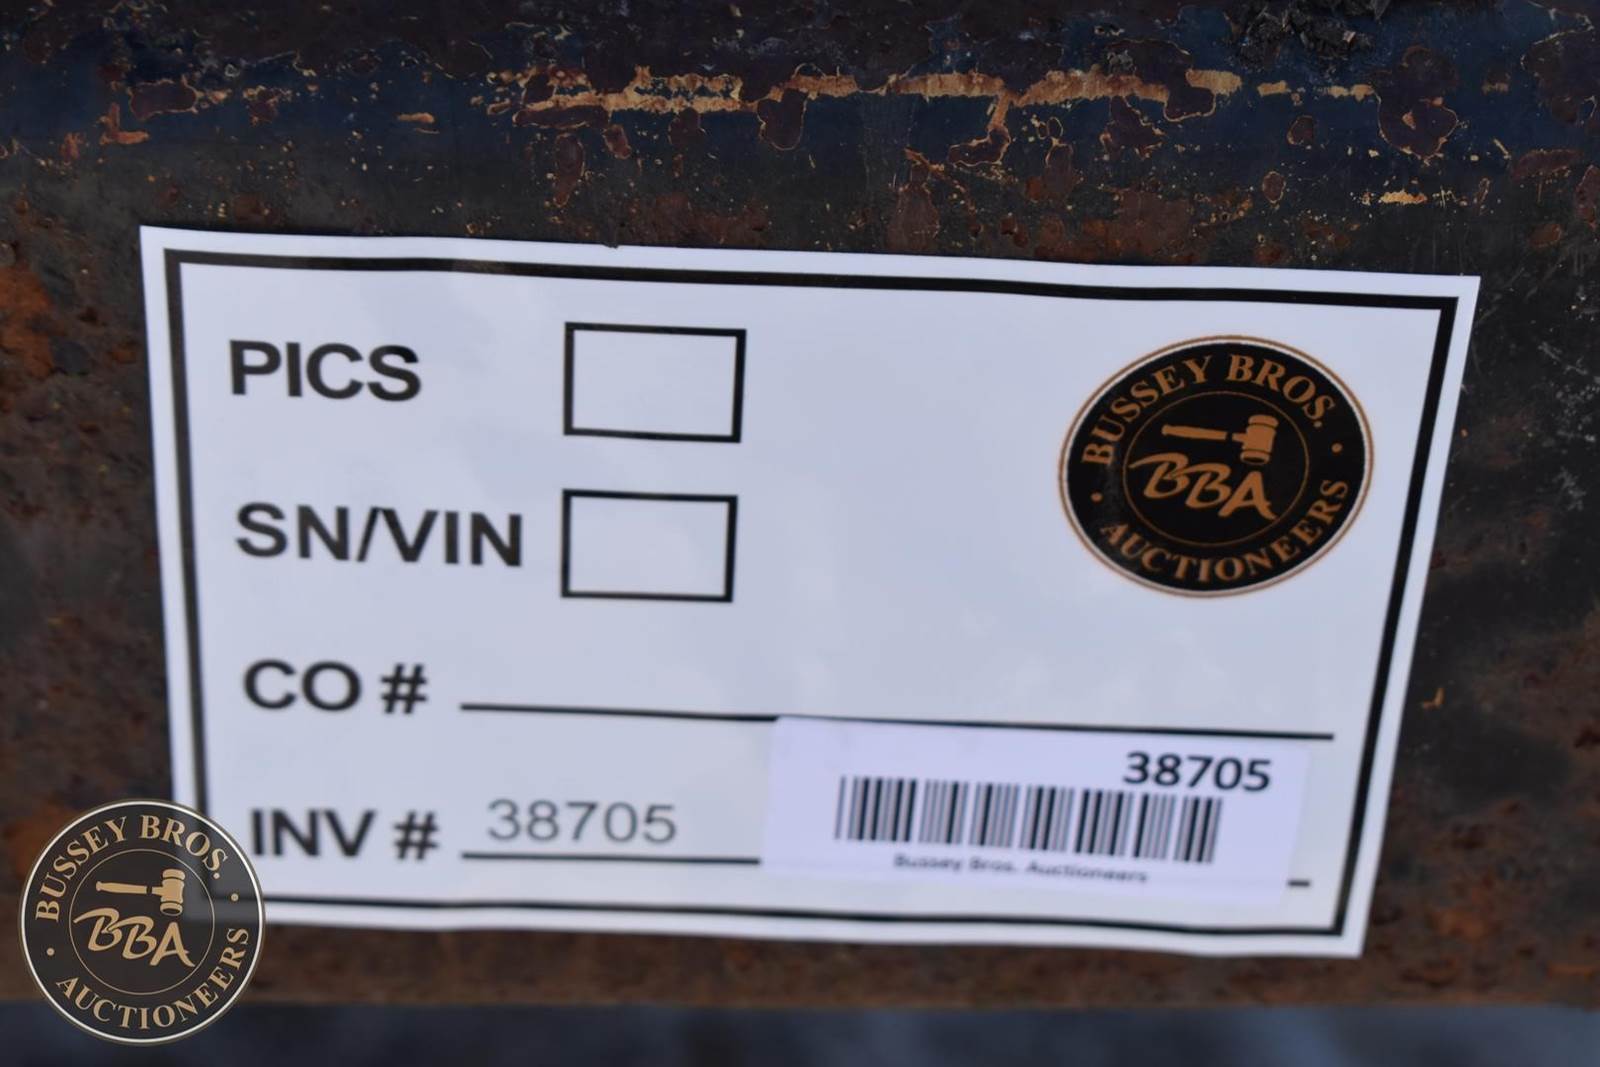 PICS
BUSSEY BROS.
BBA
AUCTIONEERS
SN/VIN
CO #
38705
INV # 38705
Bussey Bros. Auctioneers
BUSSEY BROS.
BBA
AUCTIONEERS